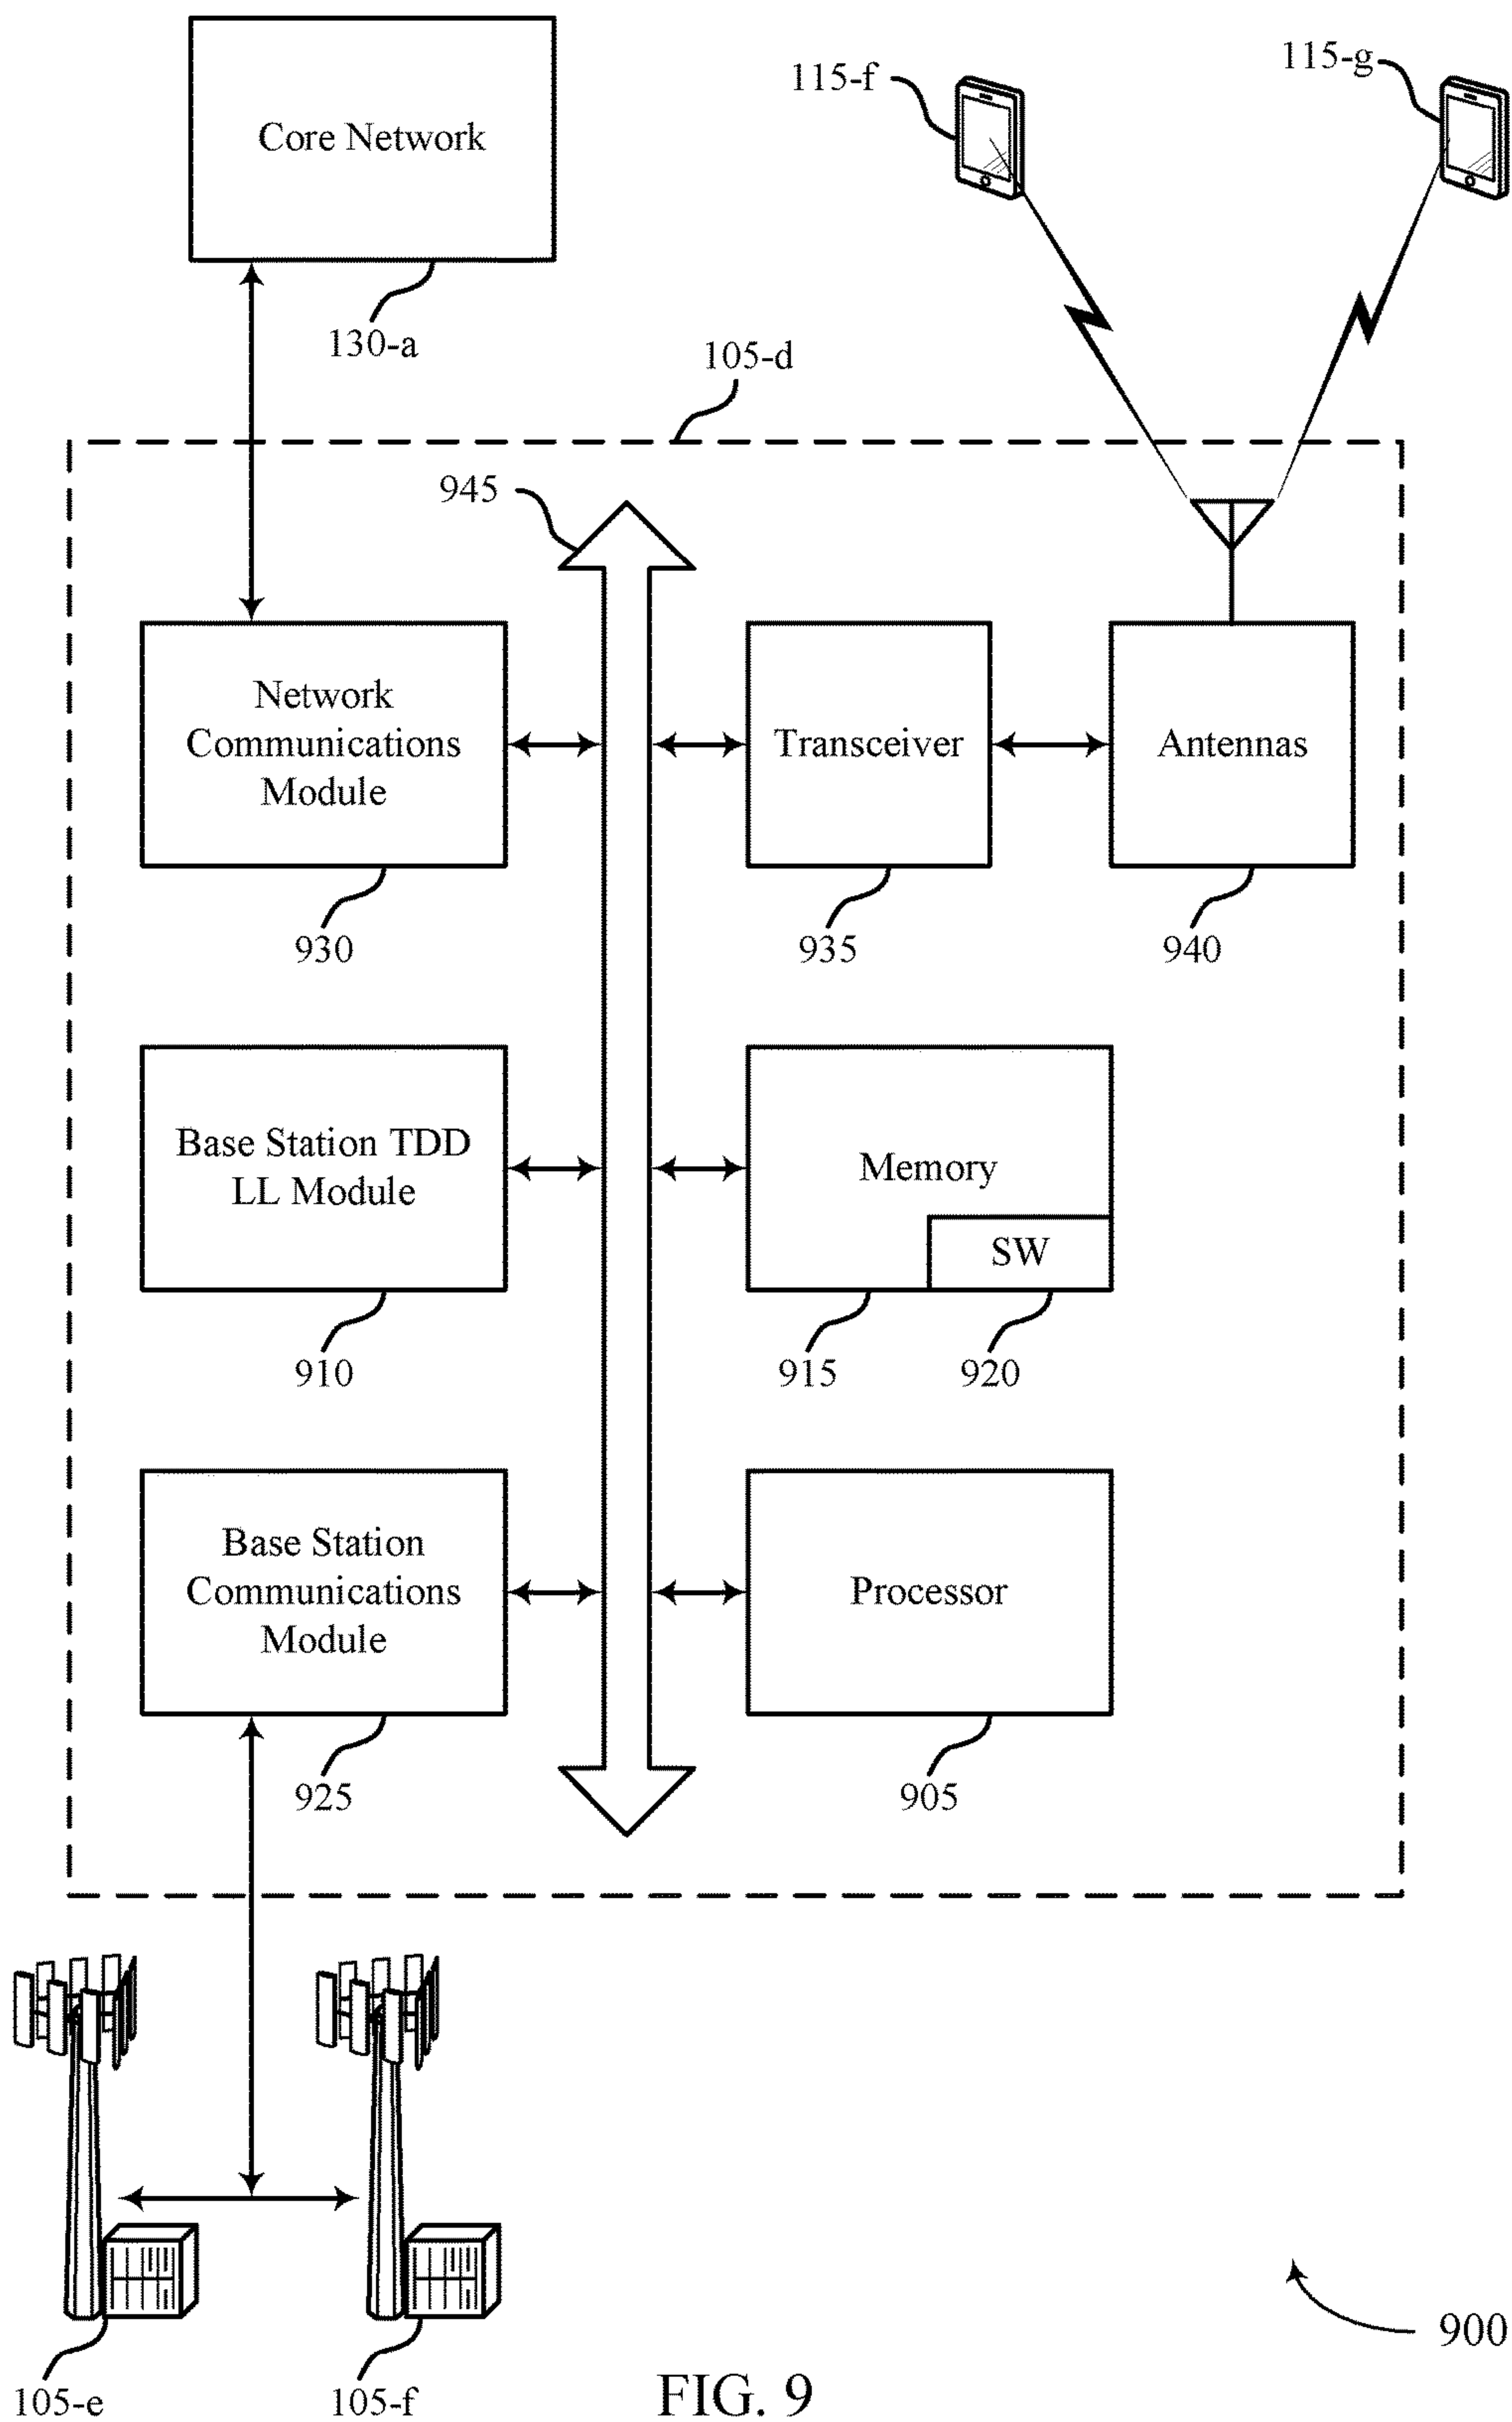 115-f
115-g
Core Network
130-a
105-d
945
Network
Communications
Module
Transceiver
Antennas
930
935
940
Base Station TDD
LL Module
Memory
SW
910
915
920
Base Station
Communications
Module
Processor
925
905
105-e
105-f
900
FIG. 9